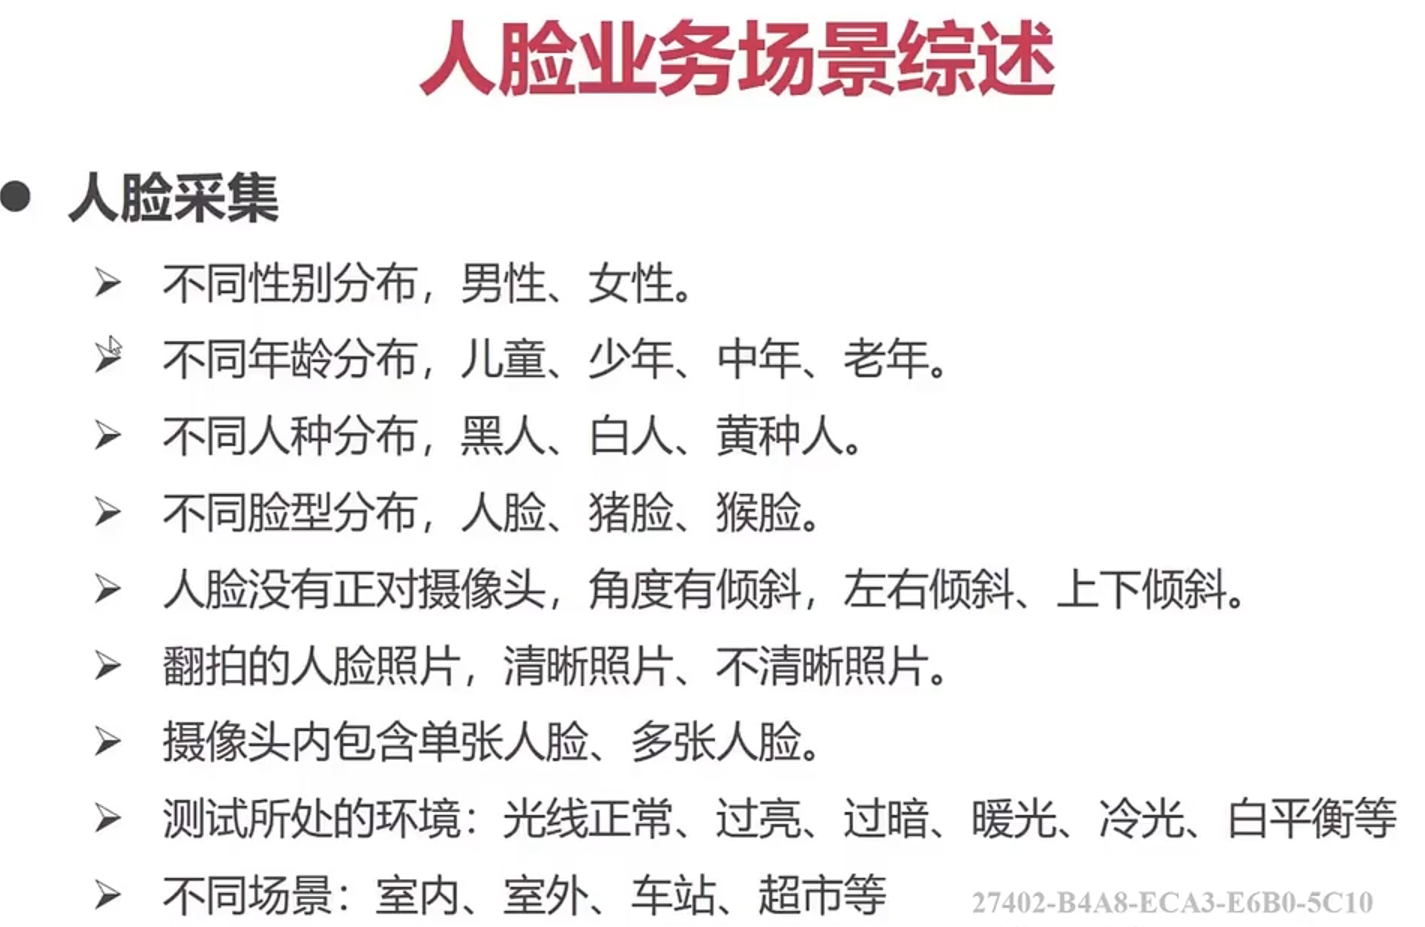 人脸业务场景综述
● 人脸采集
➢ 不同性别分布，男性、女性。
➢ 不同年龄分布，儿童、少年、中年、老年。
➢ 不同人种分布，黑人、白人、黄种人。
➢ 不同脸型分布，人脸、猪脸、猴脸。
➢ 人脸没有正对摄像头，角度有倾斜，左右倾斜、上下倾斜。
➢ 翻拍的人脸照片，清晰照片、不清晰照片。
➢ 摄像头内包含单张人脸、多张人脸。
➢ 测试所处的环境：光线正常、过亮、过暗、暖光、冷光、白平衡等
➢ 不同场景：室内、室外、车站、超市等
27402-B4A8-ECA3-E6B0-5C10